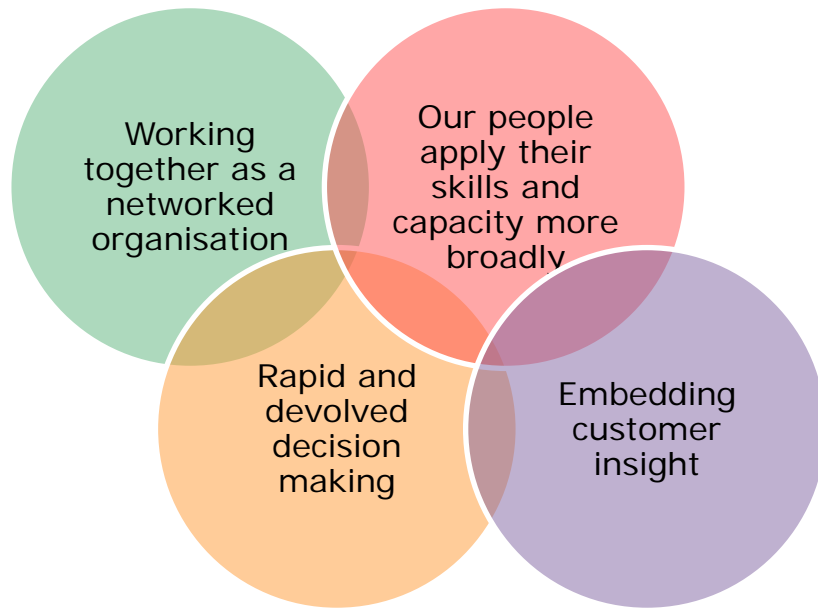 Working
together as a
networked
organisation
Our people
apply their
skills and
capacity more
broadly
Rapid and
devolved
decision
making
Embedding
customer
insight